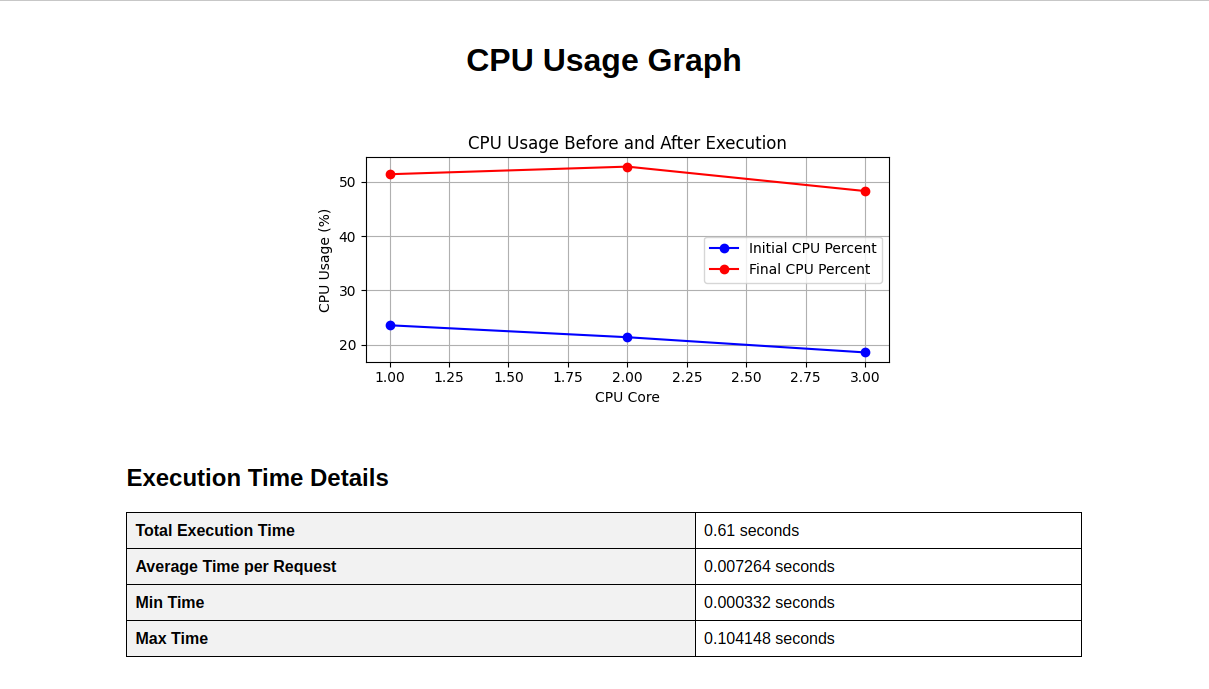 CPU Usage Graph
CPU Usage Before and After Execution
CPU Usage (%)
50
40
30
20
Initial CPU Percent
Final CPU Percent
1.00 1.25 1.50 1.75 2.00 2.25 2.50 2.75 3.00
CPU Core
Execution Time Details
Total Execution Time 0.61 seconds
Average Time per Request 0.007264 seconds
Min Time 0.000332 seconds
Max Time 0.104148 seconds